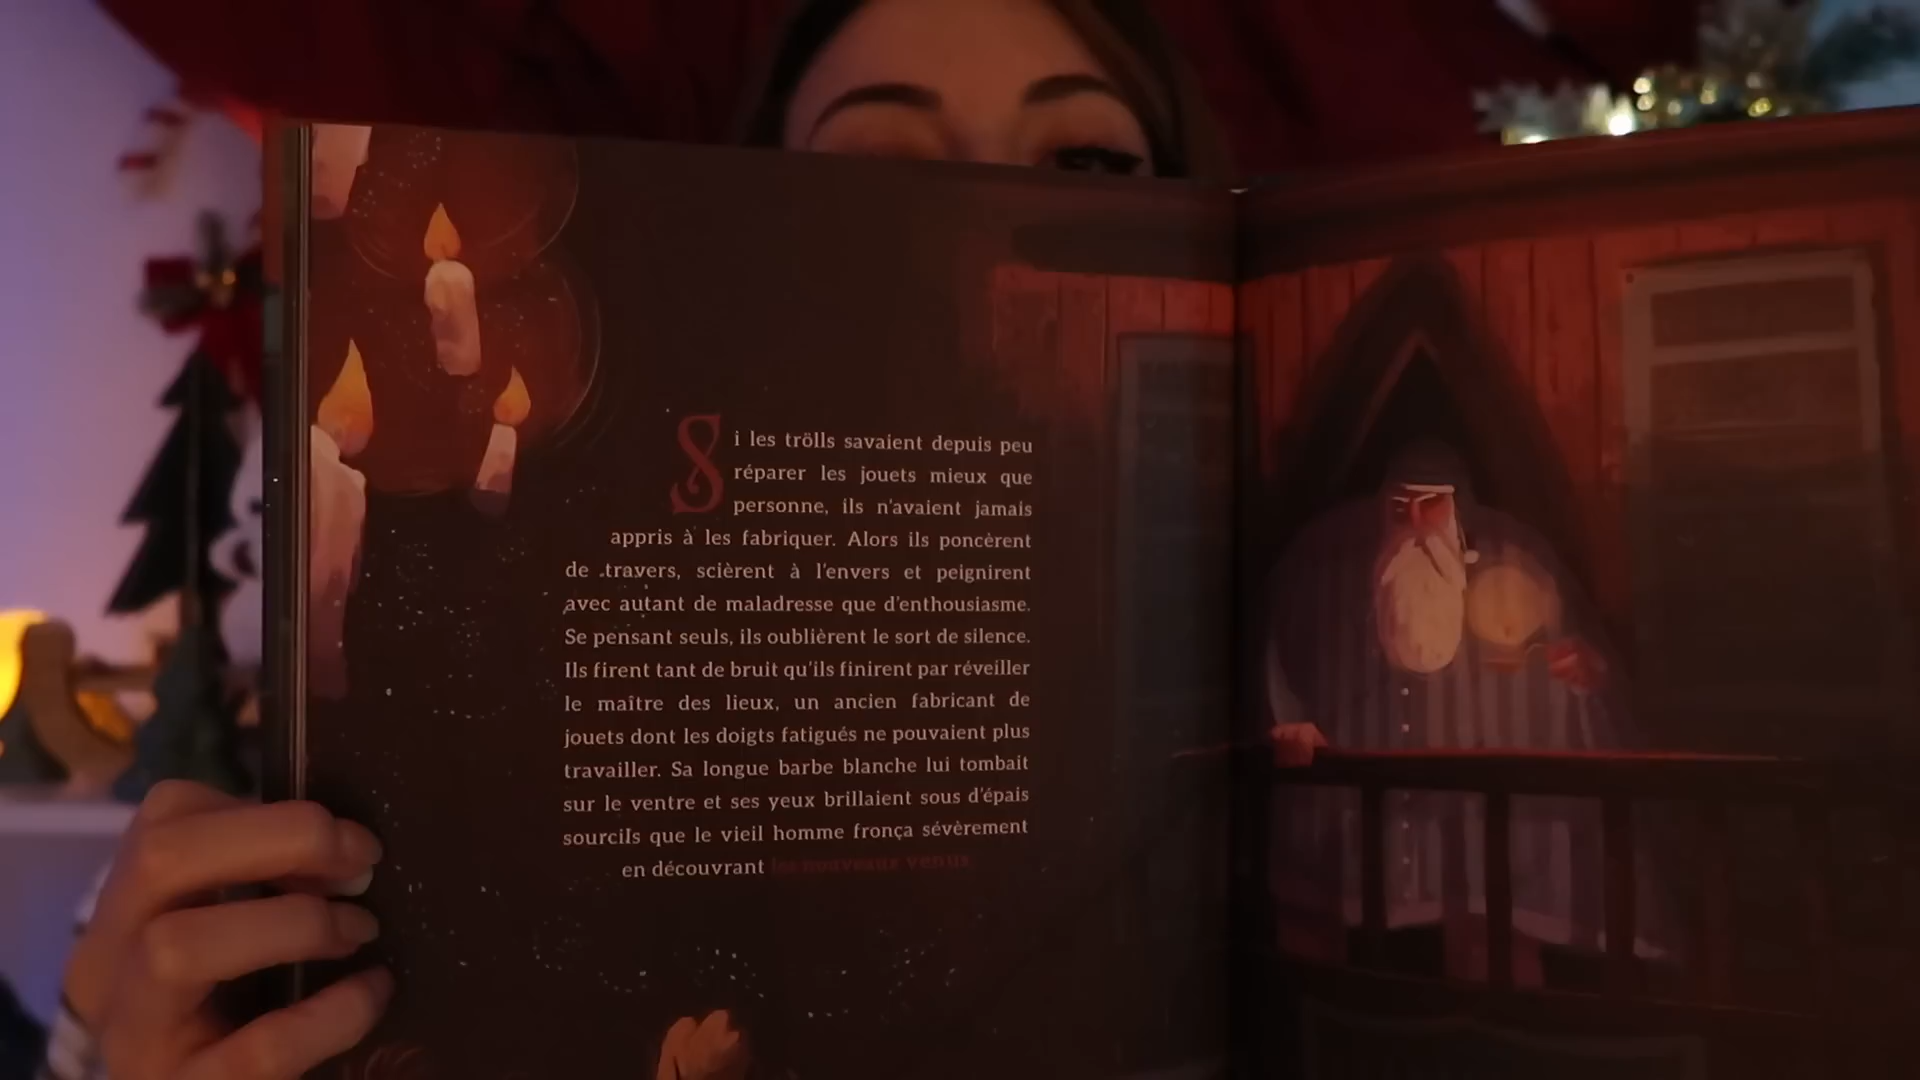 Si les trölls savaient depuis peu
réparer les jouets mieux que
personne, ils n'avaient jamais
appris à les fabriquer. Alors ils poncèrent
de travers, scièrent à l'envers et peignirent
avec autant de maladresse que d'enthousiasme.
Se pensant seuls, ils oublièrent le sort de silence.
Ils firent tant de bruit qu'ils finirent par réveiller
le maître des lieux, un ancien fabricant de
jouets dont les doigts fatigués ne pouvaient plus
travailler. Sa longue barbe blanche lui tombait
sur le ventre et ses yeux brillaient sous d'épais
sourcils que le vieil homme fronça sévèrement
en découvrant les nouveaux venus